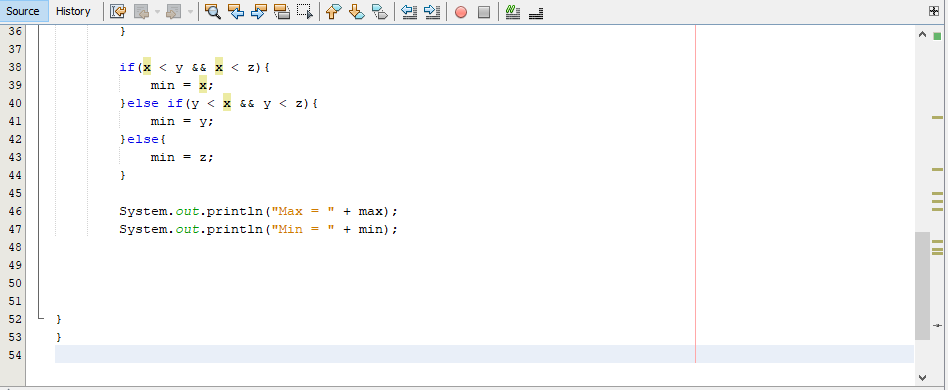 Source History
36 }
37
38 if(x < y && x < z){
39 min = x;
40 }else if(y < x && y < z){
41 min = y;
42 }else{
43 min = z;
44 }
45
46 System.out.println("Max = " + max);
47 System.out.println("Min = " + min);
48
49
50
51
52 }
53 }
54